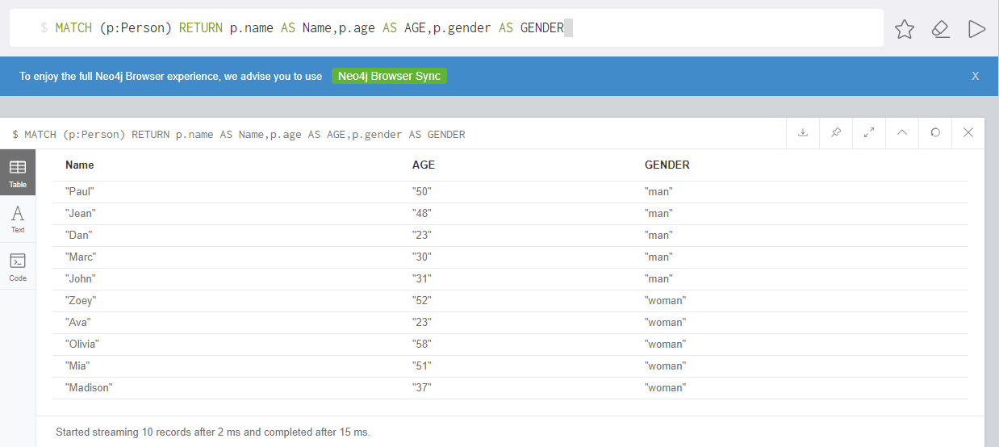 $ MATCH (p:Person) RETURN p.name AS Name,p.age AS AGE,p.gender AS GENDER
To enjoy the full Neo4j Browser experience, we advise you to use Neo4j Browser Sync X
$ MATCH (p:Person) RETURN p.name AS Name,p.age AS AGE,p.gender AS GENDER
Table
A
Text
Code
Name AGE GENDER
"Paul" "50" "man"
"Jean" "48" "man"
"Dan" "23" "man"
"Marc" "30" "man"
"John" "31" "man"
"Zoey" "52" "woman"
"Ava" "23" "woman"
"Olivia" "58" "woman"
"Mia" "51" "woman"
"Madison" "37" "woman"
Started streaming 10 records after 2 ms and completed after 15 ms.